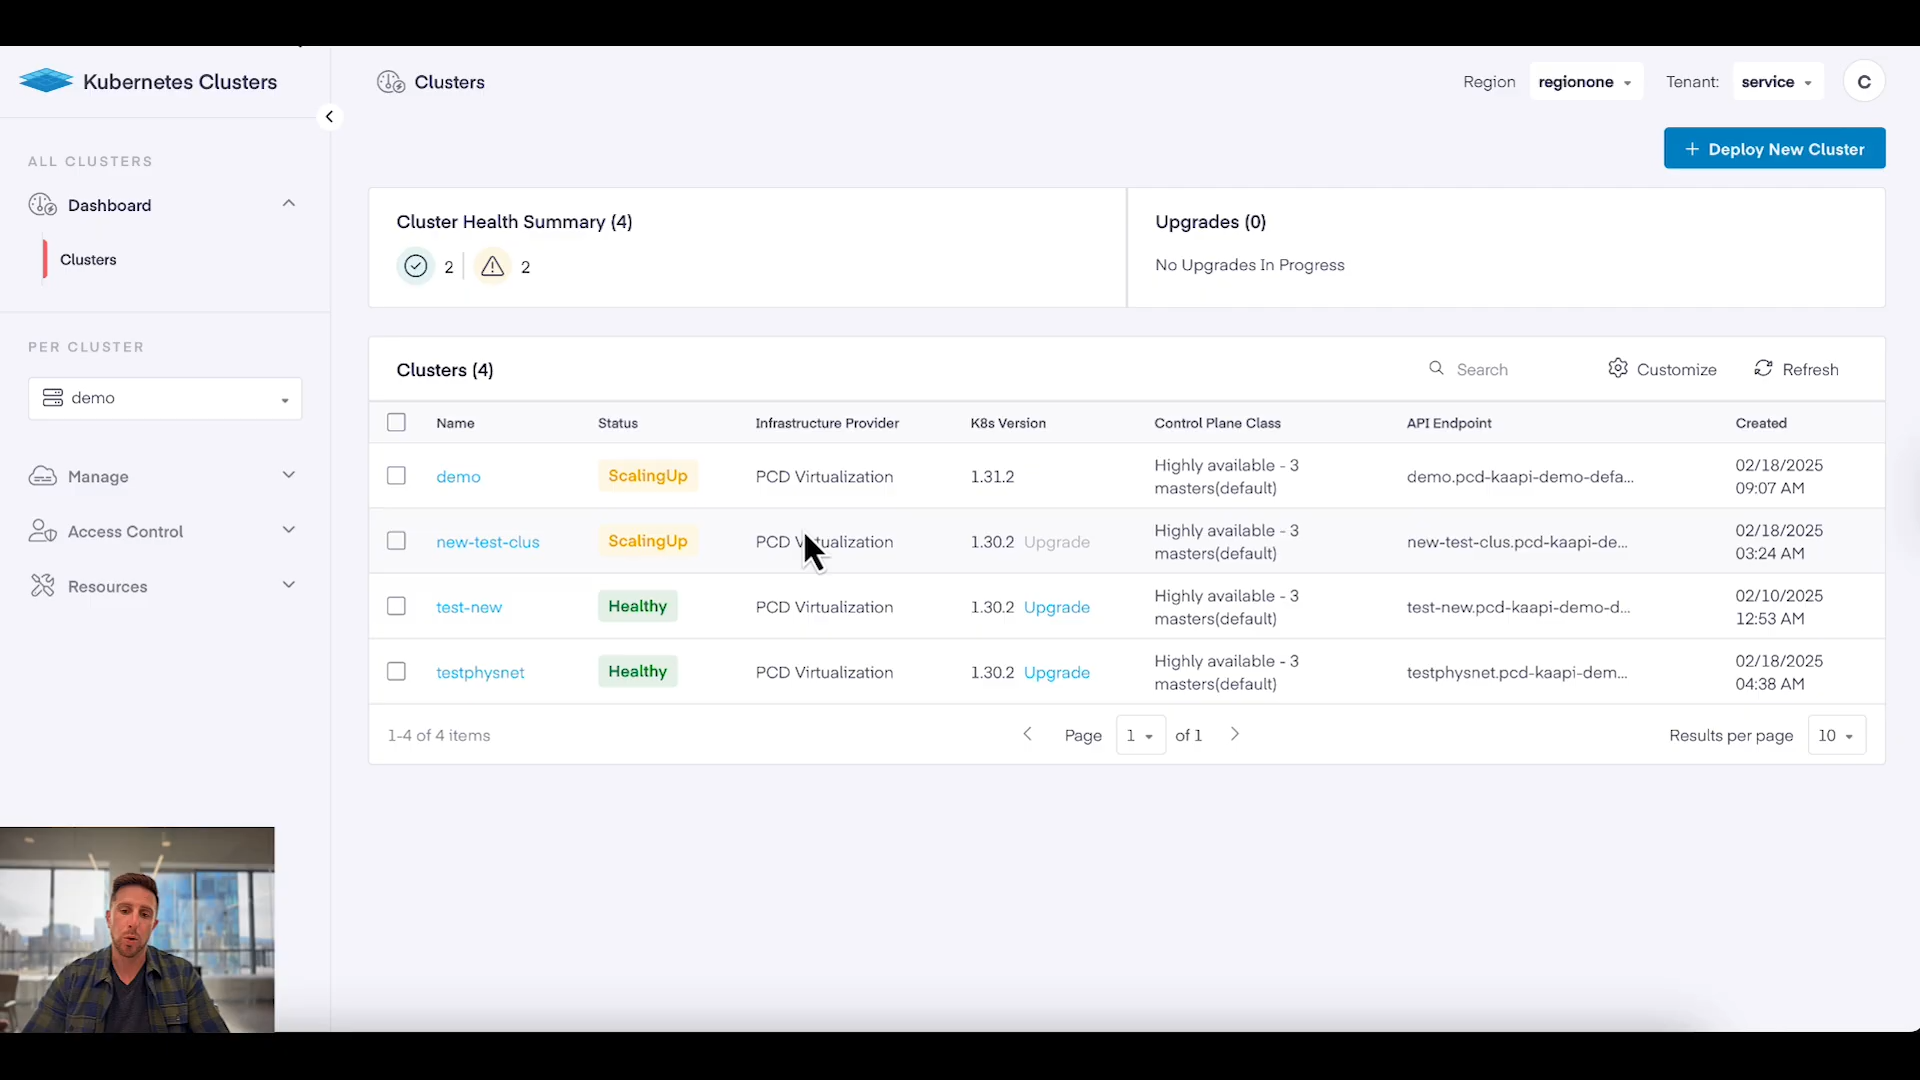 Kubernetes Clusters
Clusters
Region
regionone
Tenant:
service
C
+ Deploy New Cluster
ALL CLUSTERS
Dashboard
Clusters
PER CLUSTER
demo
Manage
Access Control
Resources
Cluster Health Summary (4)
2
2
Upgrades (0)
No Upgrades In Progress
Clusters (4)
Search
Customize
Refresh
Name Status Infrastructure Provider K8s Version Control Plane Class API Endpoint Created
demo ScalingUp PCD Virtualization 1.31.2 Highly available - 3 masters(default) demo.pcd-kaapi-demo-defa... 02/18/2025 09:07 AM
new-test-clus ScalingUp PCD Virtualization 1.30.2 Upgrade Highly available - 3 masters(default) new-test-clus.pcd-kaapi-de... 02/18/2025 03:24 AM
test-new Healthy PCD Virtualization 1.30.2 Upgrade Highly available - 3 masters(default) test-new.pcd-kaapi-demo-d... 02/10/2025 12:53 AM
testphysnet Healthy PCD Virtualization 1.30.2 Upgrade Highly available - 3 masters(default) testphysnet.pcd-kaapi-dem... 02/18/2025 04:38 AM
1-4 of 4 items
Page 1 of 1
Results per page 10